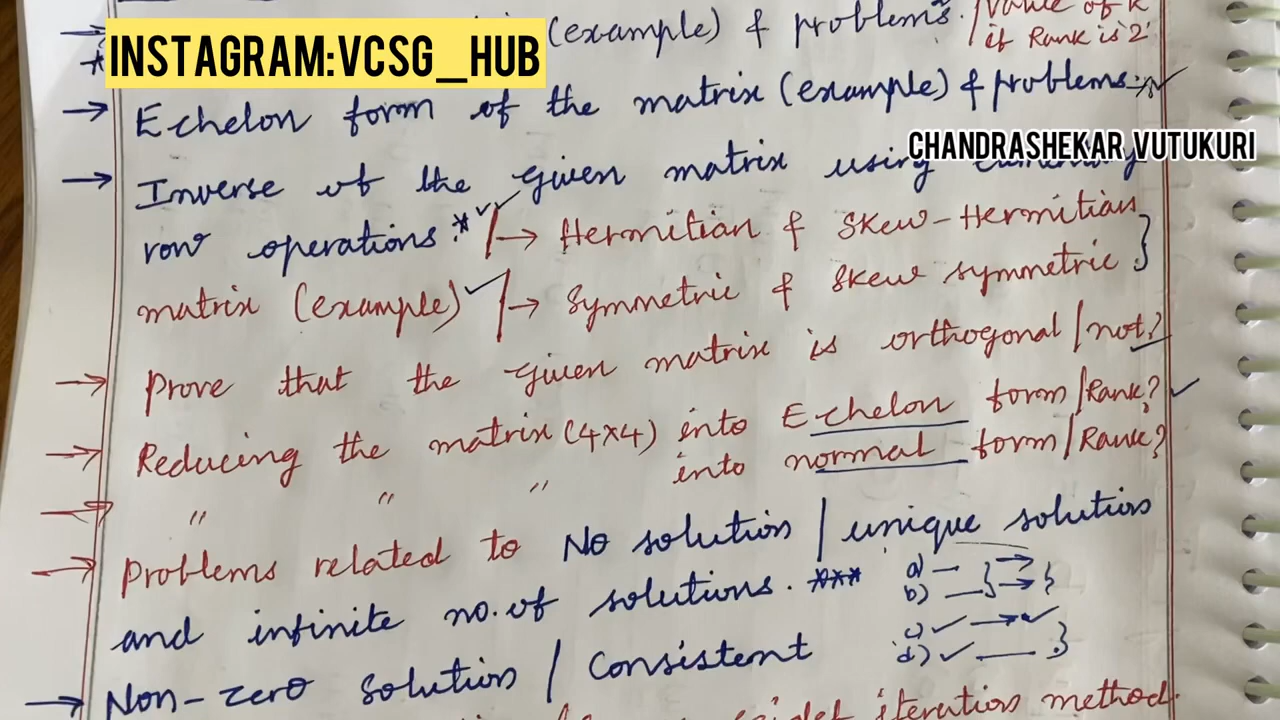 INSTAGRAM:VCSG_HUB (example) & problems. / Value of k
if Rank is '2'
→ Echelon form of the matrix (example) & problems.
CHANDRASHEKAR VUTUKURI
→ Inverse of the given matrix using
row operations.* → Hermitian & Skew-Hermitian
matrix (example) → Symmetric & Skew symmetric
→ Prove that the given matrix is orthogonal / not?
→ Reducing the matrix (4x4) into Echelon form / Rank?
→ " " " into normal form / Rank?
→ Problems related to No solution / unique solution
and infinite no. of solutions. ***
a) — →
b) — →
c) ✓ → ✓
d) ✓ —
→ Non-zero solution / Consistent
iteration method.